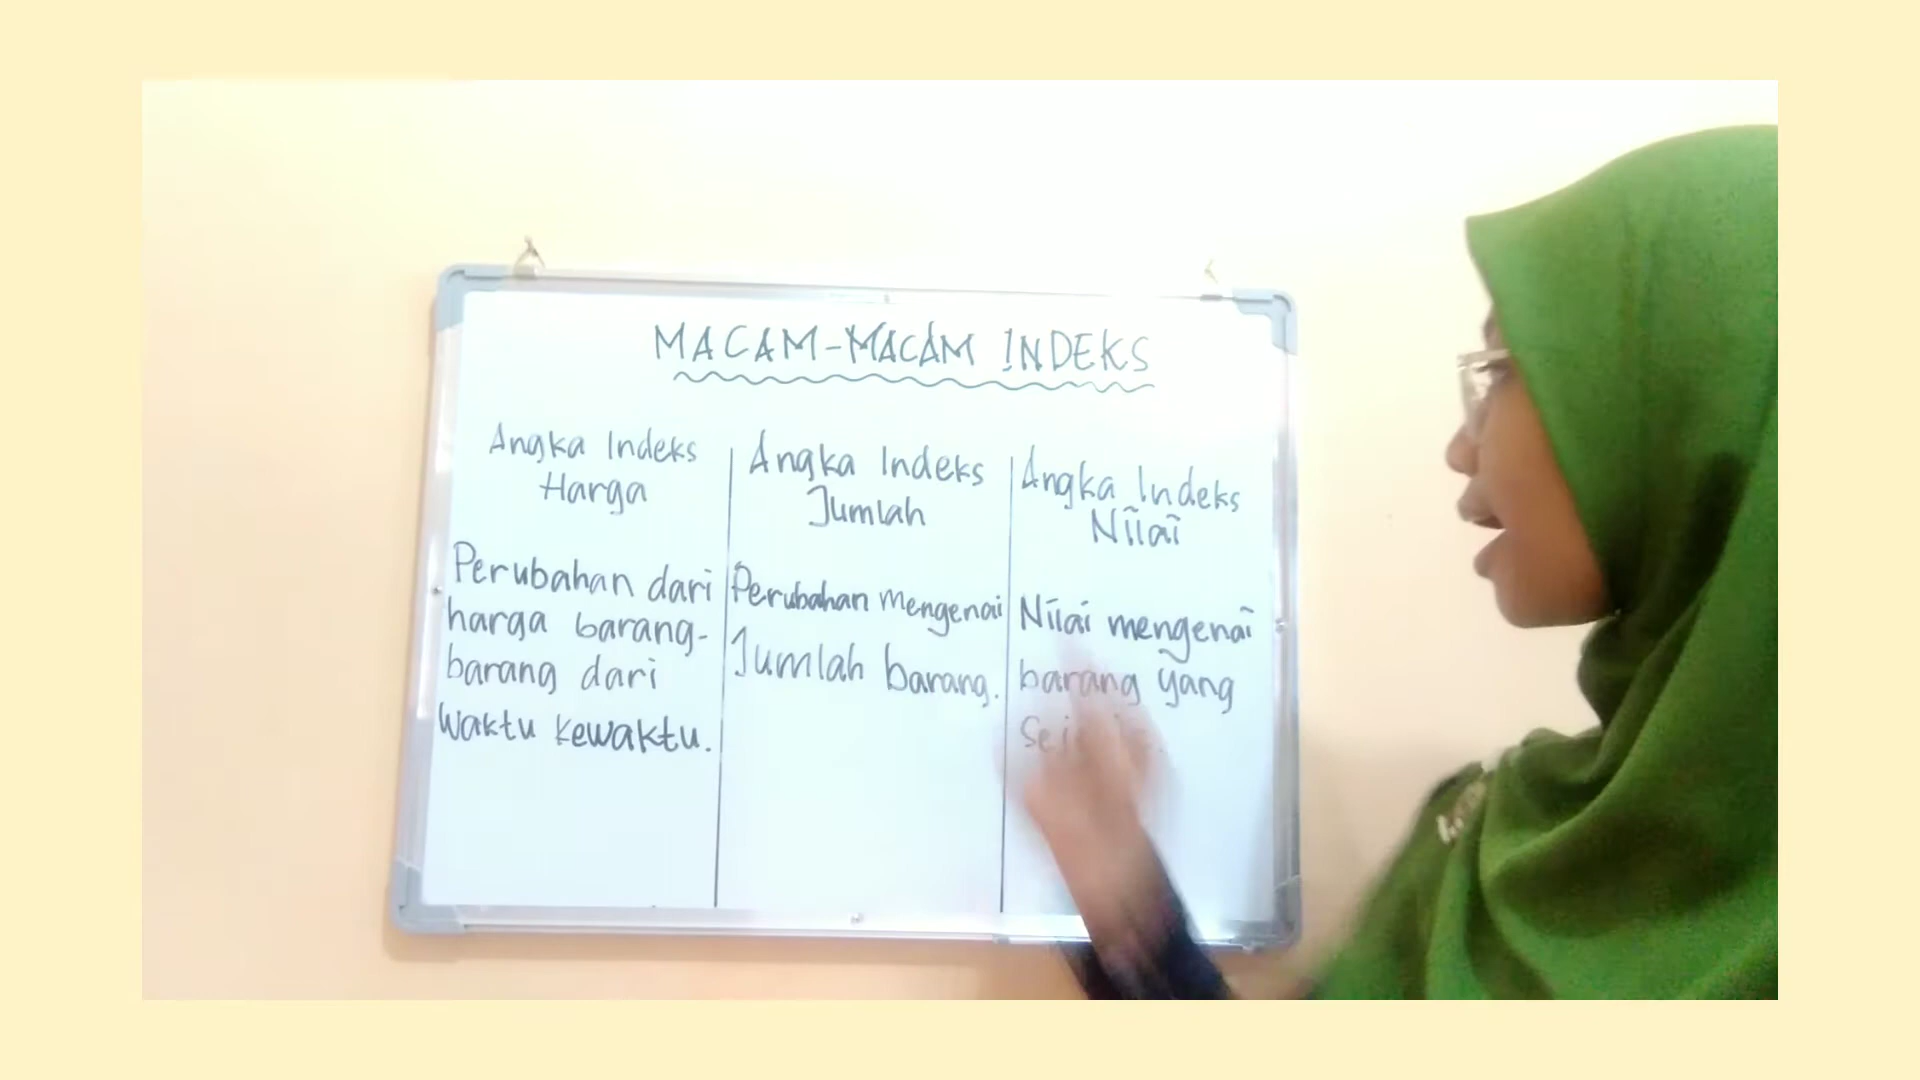 MACAM-MACAM INDEKS
Angka Indeks
Harga
Perubahan dari
harga barang-
barang dari
waktu kewaktu.
Angka Indeks
Jumlah
Perubahan mengenai
Jumlah barang.
Angka Indeks
Nilai
Nilai mengenai
barang yang